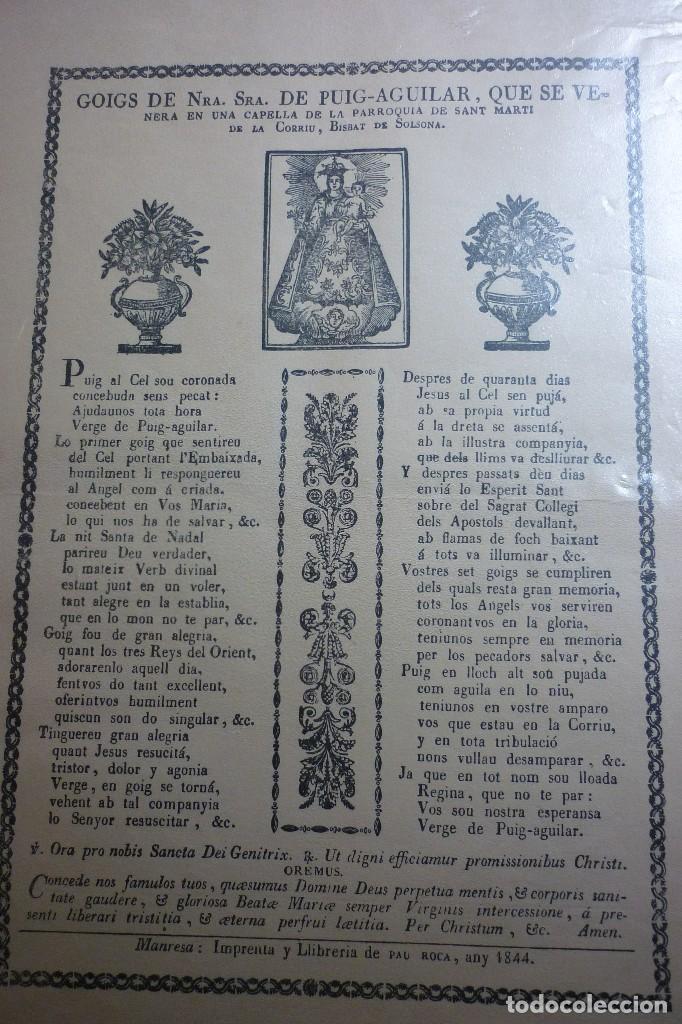 GOIGS DE NRA. SRA. DE PUIG-AGUILAR, QUE SE VE-
NERA EN UNA CAPELLA DE LA PARROQUIA DE SANT MARTI
DE LA CORRIU, BISBAT DE SOLSONA.
Puig al Cel sou coronada
concebuda sens pecat:
Ajudaunos tota hora
Verge de Puig-aguilar.
Lo primer goig que sentireu
del Cel portant l'Embaixada,
humilment li responguereu
al Angel com á criada.
concebent en Vos Maria,
lo qui nos ha de salvar, &c.
La nit Santa de Nadal
parireu Deu verdader,
lo mateix Verb divinal
estant junt en un voler,
tant alegre en la establia,
que en lo mon no te par, &c.
Goig fou de gran alegria,
quant los tres Reys del Orient,
adorarenlo aquell dia,
fentvos do tant excellent,
oferintvos humilment
quiscun son do singular, &c.
Tinguereu gran alegria
quant Jesus resucitá,
tristor, dolor y agonia
Verge, en goig se torná,
vehent ab tal companyia
lo Senyor resuscitar, &c.
Despres de quaranta dias
Jesus al Cel sen pujá,
ab sa propia virtud
á la dreta se assentá,
ab la illustra companyia,
que dels llims va deslliurar &c.
Y despres passats deu dias
enviá lo Esperit Sant
sobre del Sagrat Collegi
dels Apostols devallant,
ab flamas de foch baixant
á tots va illuminar, &c.
Vostres set goigs se cumpliren
dels quals resta gran memoria,
tots los Angels vos serviren
coronantvos en la gloria,
teniunos sempre en memoria
per los pecadors salvar, &c.
Puig en lloch alt sou pujada
com aguila en lo niu,
teniunos en vostre amparo
vos que estau en la Corriu,
y en tota tribulació
nons vullau desamparar, &c.
Ja que en tot nom sou lloada
Regina, que no te par:
Vos sou nostra esperansa
Verge de Puig-aguilar.
℣. Ora pro nobis Sancta Dei Genitrix. ℟. Ut digni efficiamur promissionibus Christi.
OREMUS.
Concede nos famulos tuos, quæsumus Domine Deus perpetua mentis, & corporis sani-
tate gaudere, & gloriosa Beatæ Mariæ semper Virginis intercessione, á pre-
senti liberari tristitia, & æterna perfrui lætitia. Per Christum, &c. Amen.
Manresa: Imprenta y Llibreria de PAU ROCA, any 1844.
todocoleccion